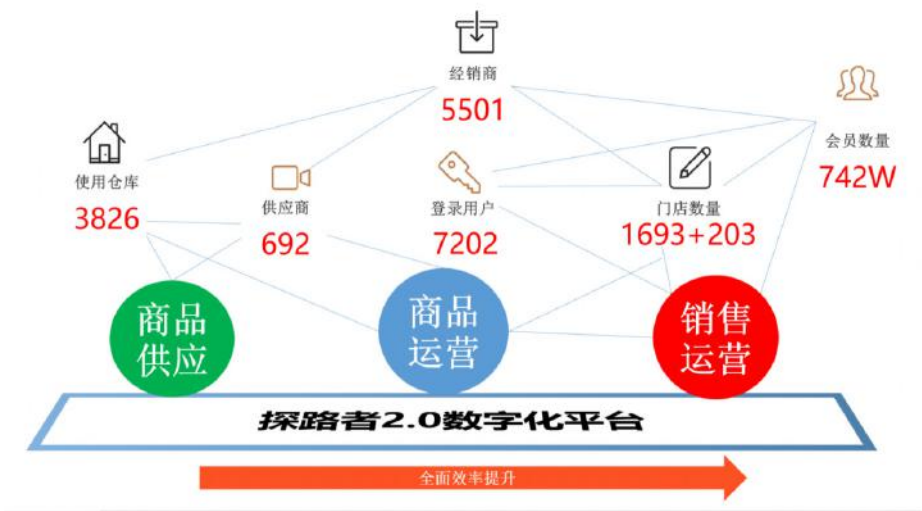 经销商
5501
会员数量
742W
使用仓库
3826
供应商
692
登录用户
7202
门店数量
1693+203
商品
供应
商品
运营
销售
运营
探路者2.0数字化平台
全面效率提升